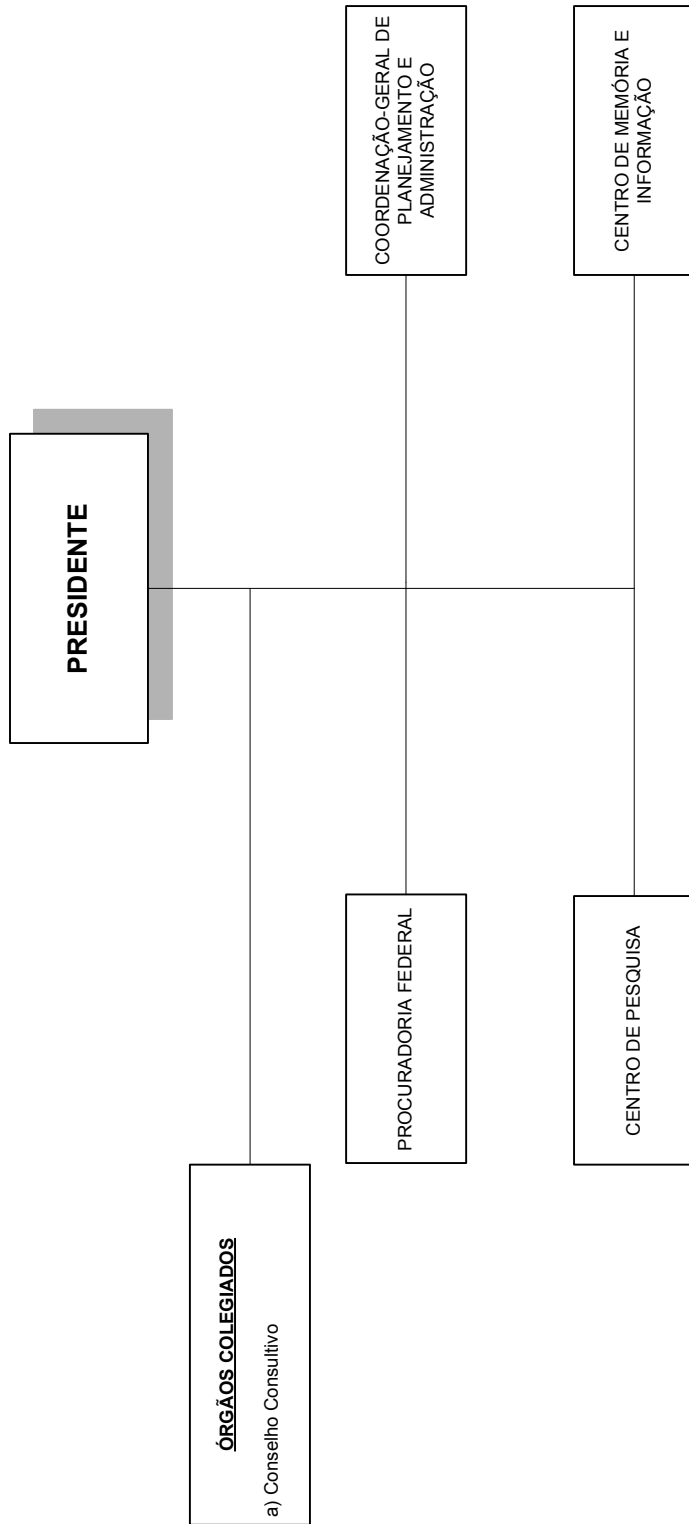 PRESIDENTE
ÓRGÃOS COLEGIADOS
a) Conselho Consultivo
PROCURADORIA FEDERAL
COORDENAÇÃO-GERAL DE
PLANEJAMENTO E
ADMINISTRAÇÃO
CENTRO DE PESQUISA
CENTRO DE MEMÓRIA E
INFORMAÇÃO